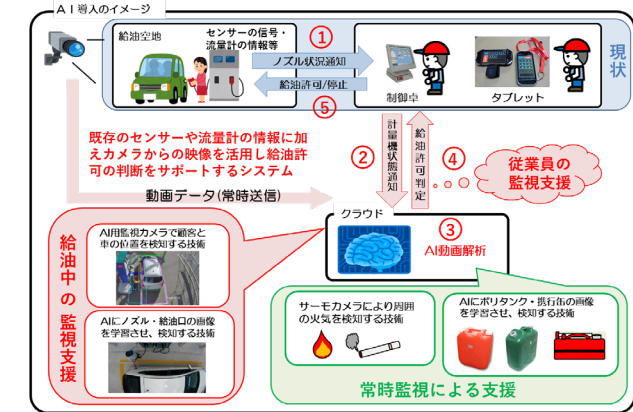 AI導入のイメージ
給油空地
センサーの信号・
流量計の情報等
①
ノズル状況通知
給油許可/停止
⑤
制御卓
タブレット
現状
既存のセンサーや流量計の情報に加
えカメラからの映像を活用し給油許
可の判断をサポートするシステム
動画データ(常時送信)
②
計量機状態通知
給油許可判定
④
従業員の
監視支援
クラウド
③
AI動画解析
給油中の監視支援
AI用監視カメラで顧客と
車の位置を検知する技術
AIにノズル・給油口の画像
を学習させ、検知する技術
サーモカメラにより周囲
の火気を検知する技術
AIにポリタンク・携行缶の画像
を学習させ、検知する技術
常時監視による支援